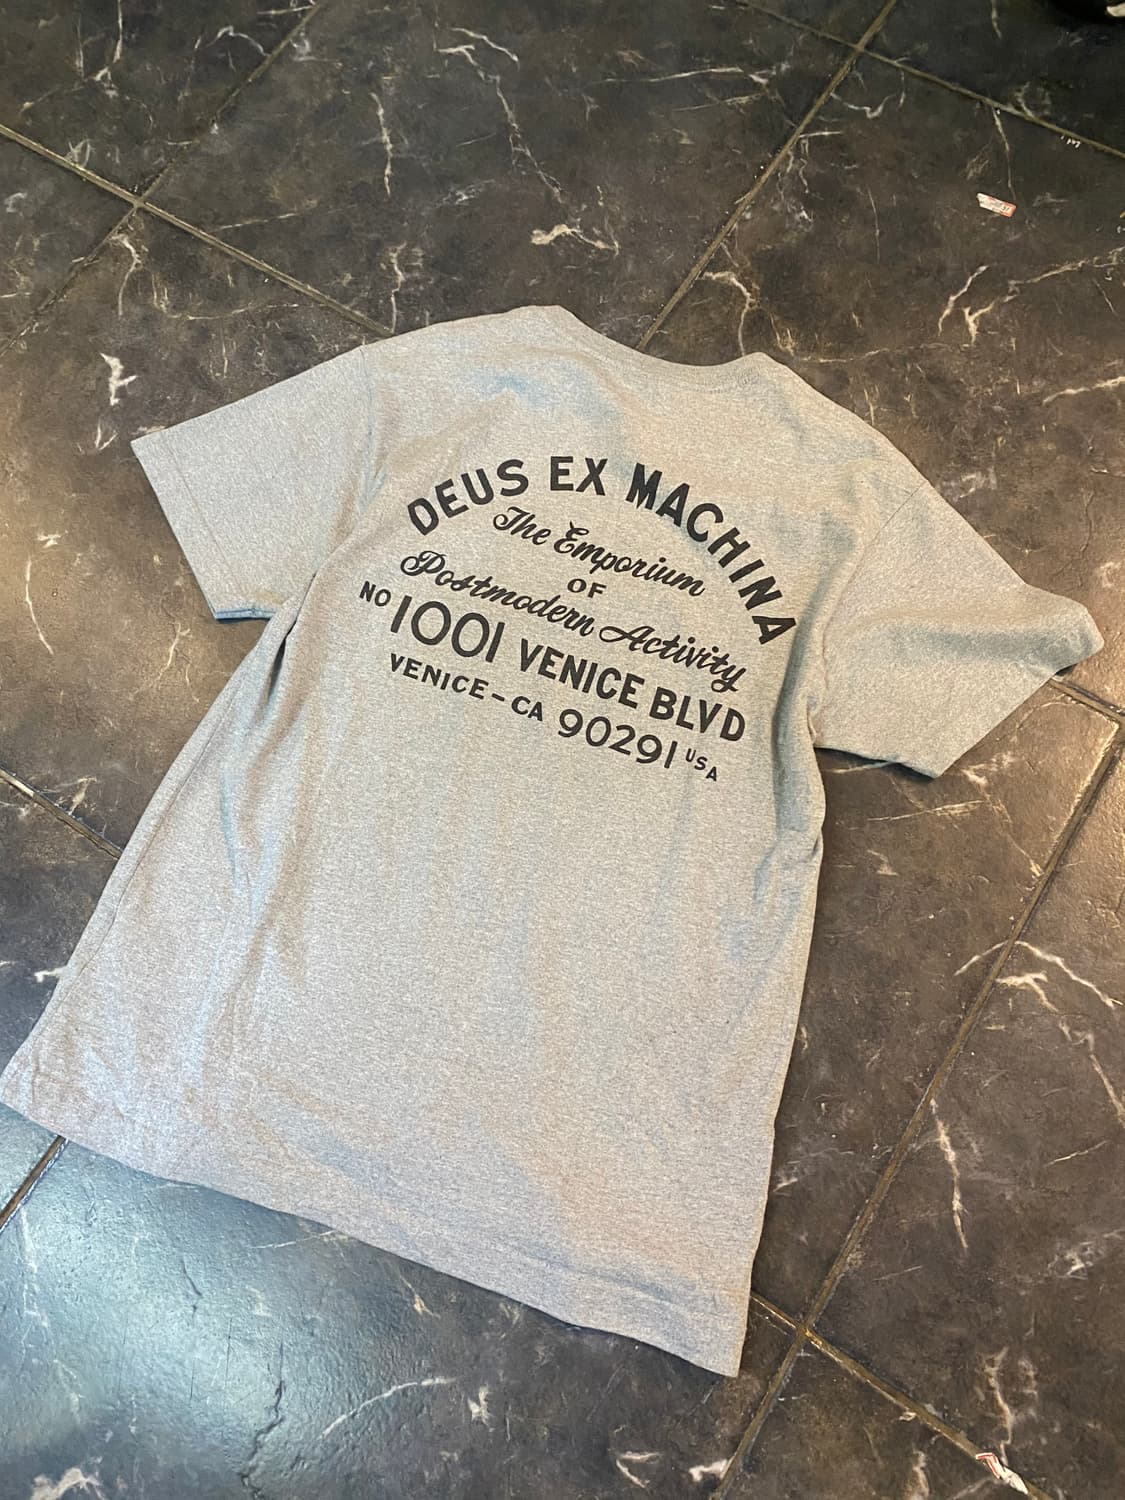 DEUS EX MACHINA
The Emporium
OF
Postmodern Activity
NO 1001 VENICE BLVD
VENICE-CA 90291 USA